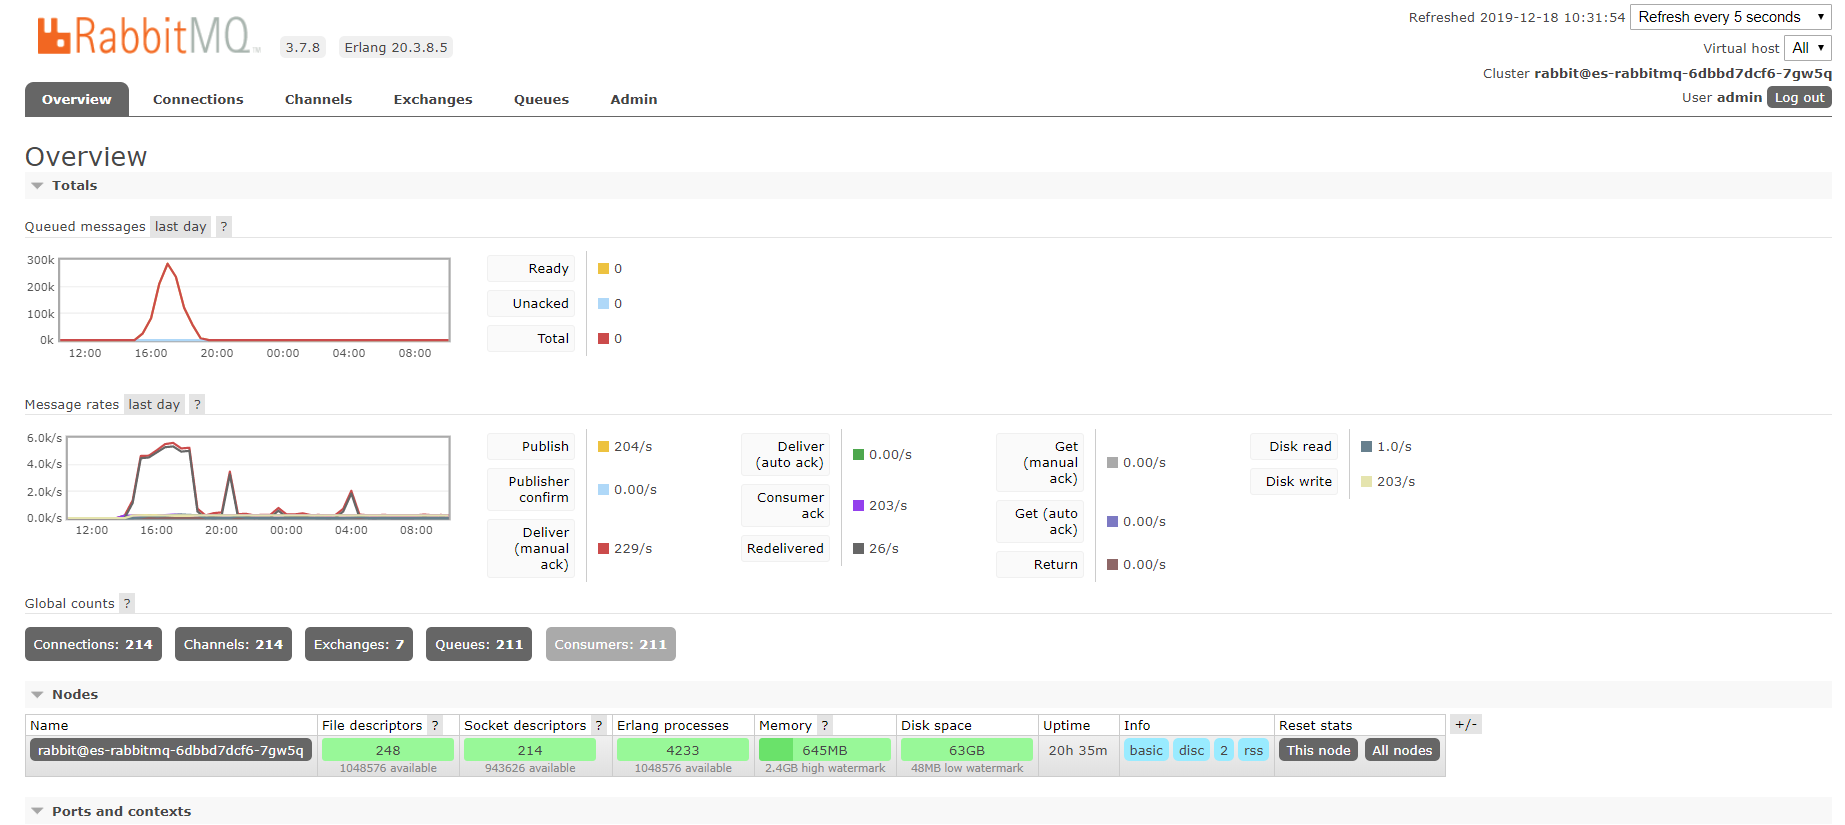 RabbitMQ™ 3.7.8 Erlang 20.3.8.5
Refreshed 2019-12-18 10:31:54 Refresh every 5 seconds
Virtual host All
Cluster rabbit@es-rabbitmq-6dbbd7dcf6-7gw5q
User admin Log out
Overview Connections Channels Exchanges Queues Admin
Overview
Totals
Queued messages last day ?
300k
200k
100k
0k
12:00 16:00 20:00 00:00 04:00 08:00
Ready 0
Unacked 0
Total 0
Message rates last day ?
6.0k/s
4.0k/s
2.0k/s
0.0k/s
12:00 16:00 20:00 00:00 04:00 08:00
Publish 204/s
Publisher
confirm 0.00/s
Deliver
(manual
ack) 229/s
Deliver
(auto ack) 0.00/s
Consumer
ack 203/s
Redelivered 26/s
Get
(manual
ack) 0.00/s
Get (auto
ack) 0.00/s
Return 0.00/s
Disk read 1.0/s
Disk write 203/s
Global counts ?
Connections: 214 Channels: 214 Exchanges: 7 Queues: 211 Consumers: 211
Nodes
Name File descriptors ? Socket descriptors ? Erlang processes Memory ? Disk space Uptime Info Reset stats +/-
rabbit@es-rabbitmq-6dbbd7dcf6-7gw5q 248 214 4233 645MB 63GB 20h 35m basic disc 2 rss This node All nodes
1048576 available 943626 available 1048576 available 2.4GB high watermark 48MB low watermark
Ports and contexts